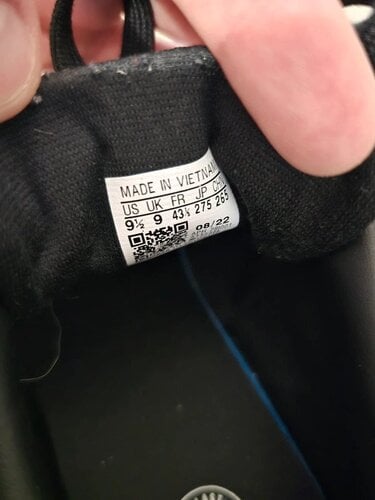 MADE IN VIETNAM
US UK FR JP CHN
9½ 9 43⅓ 275 265
08/22